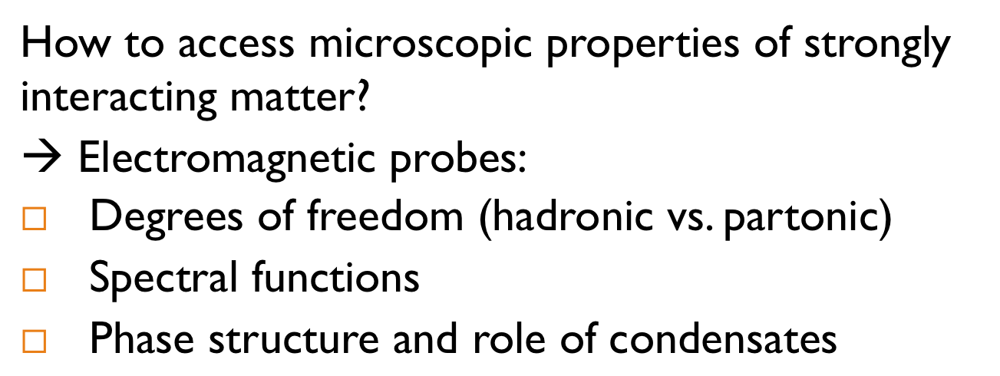 How to access microscopic properties of strongly
interacting matter?
→ Electromagnetic probes:
□ Degrees of freedom (hadronic vs. partonic)
□ Spectral functions
□ Phase structure and role of condensates